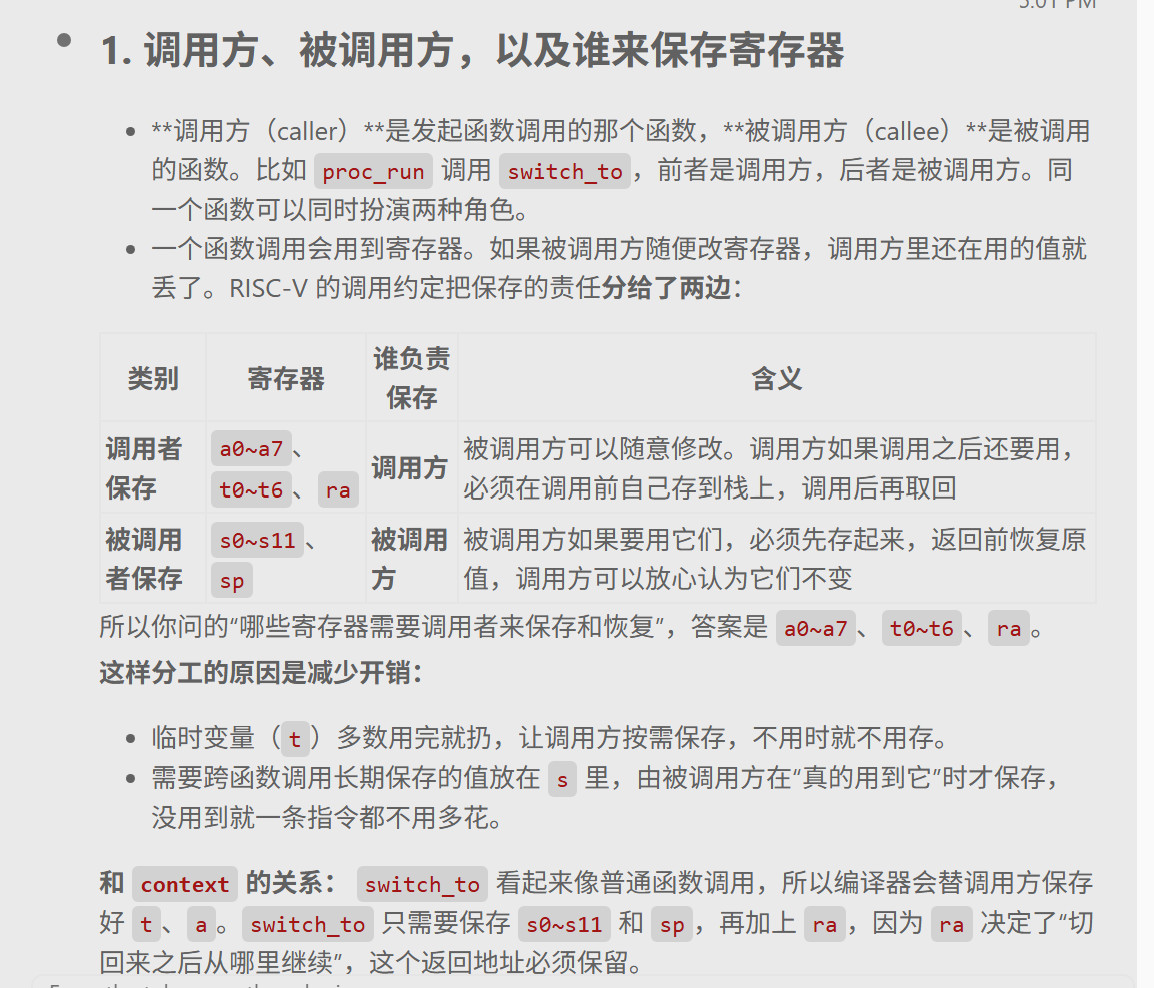 5:01 PM
1. 调用方、被调用方，以及谁来保存寄存器
**调用方（caller）**是发起函数调用的那个函数，**被调用方（callee）**是被调用
的函数。比如 proc_run 调用 switch_to，前者是调用方，后者是被调用方。同
一个函数可以同时扮演两种角色。
一个函数调用会用到寄存器。如果被调用方随便改寄存器，调用方里还在用的值就
丢了。RISC-V 的调用约定把保存的责任分给了两边：
类别 寄存器 谁负责保存 含义
调用者保存 a0~a7、t0~t6、ra 调用方 被调用方可以随意修改。调用方如果调用之后还要用，
必须在调用前自己存到栈上，调用后再取回
被调用者保存 s0~s11、sp 被调用方 被调用方如果要用它们，必须先存起来，返回前恢复原
值，调用方可以放心认为它们不变
所以你问的“哪些寄存器需要调用者来保存和恢复”，答案是 a0~a7、t0~t6、ra。
这样分工的原因是减少开销：
临时变量（t）多数用完就扔，让调用方按需保存，不用时就不用存。
需要跨函数调用长期保存的值放在 s 里，由被调用方在“真的用到它”时才保存，
没用到就一条指令都不用多花。
和 context 的关系： switch_to 看起来像普通函数调用，所以编译器会替调用方保存
好 t、a。switch_to 只需要保存 s0~s11 和 sp，再加上 ra，因为 ra 决定了“切
回来之后从哪里继续”，这个返回地址必须保留。